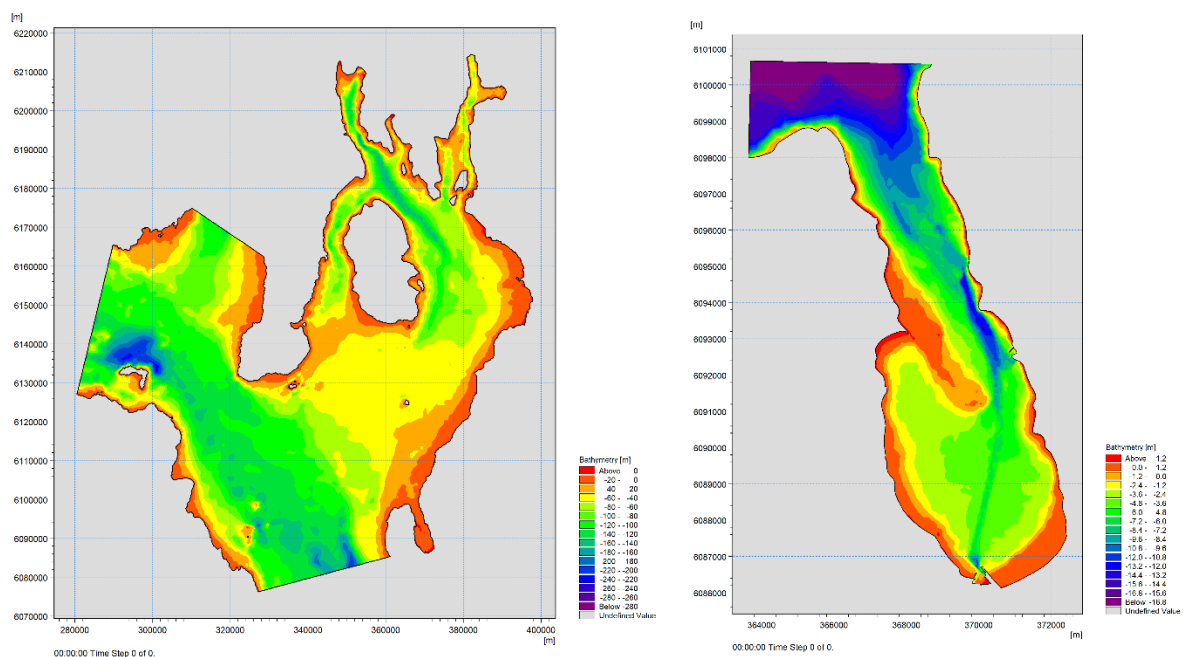 [m]
6220000
6210000
6200000
6190000
6180000
6170000
6160000
6150000
6140000
6130000
6120000
6110000
6100000
6090000
6080000
6070000
280000 300000 320000 340000 360000 380000 400000
[m]
00:00:00 Time Step 0 of 0.
Bathymetry [m]
Above 0
-20 - 0
40 20
-60 - -40
-80 - -60
-100 - -80
-120 - -100
-140 120
-160 - -140
-180 - -160
200 180
-220 - -200
-240 - -220
260 240
-280 - -260
Below -280
Undefined Value
[m]
6101000
6100000
6099000
6098000
6097000
6096000
6095000
6094000
6093000
6092000
6091000
6090000
6089000
6088000
6087000
6086000
364000 366000 368000 370000 372000
[m]
00:00:00 Time Step 0 of 0.
Bathymetry [m]
Above 1.2
0.0 - 1.2
1.2 0.0
-2.4 - -1.2
-3.6 - -2.4
-4.8 - -3.6
6.0 4.8
-7.2 - -6.0
-8.4 - -7.2
-9.6 - -8.4
-10.8 - -9.6
-12.0 - -10.8
-13.2 - -12.0
-14.4 - -13.2
-15.6 - -14.4
-16.8 - -15.6
Below -16.8
Undefined Value